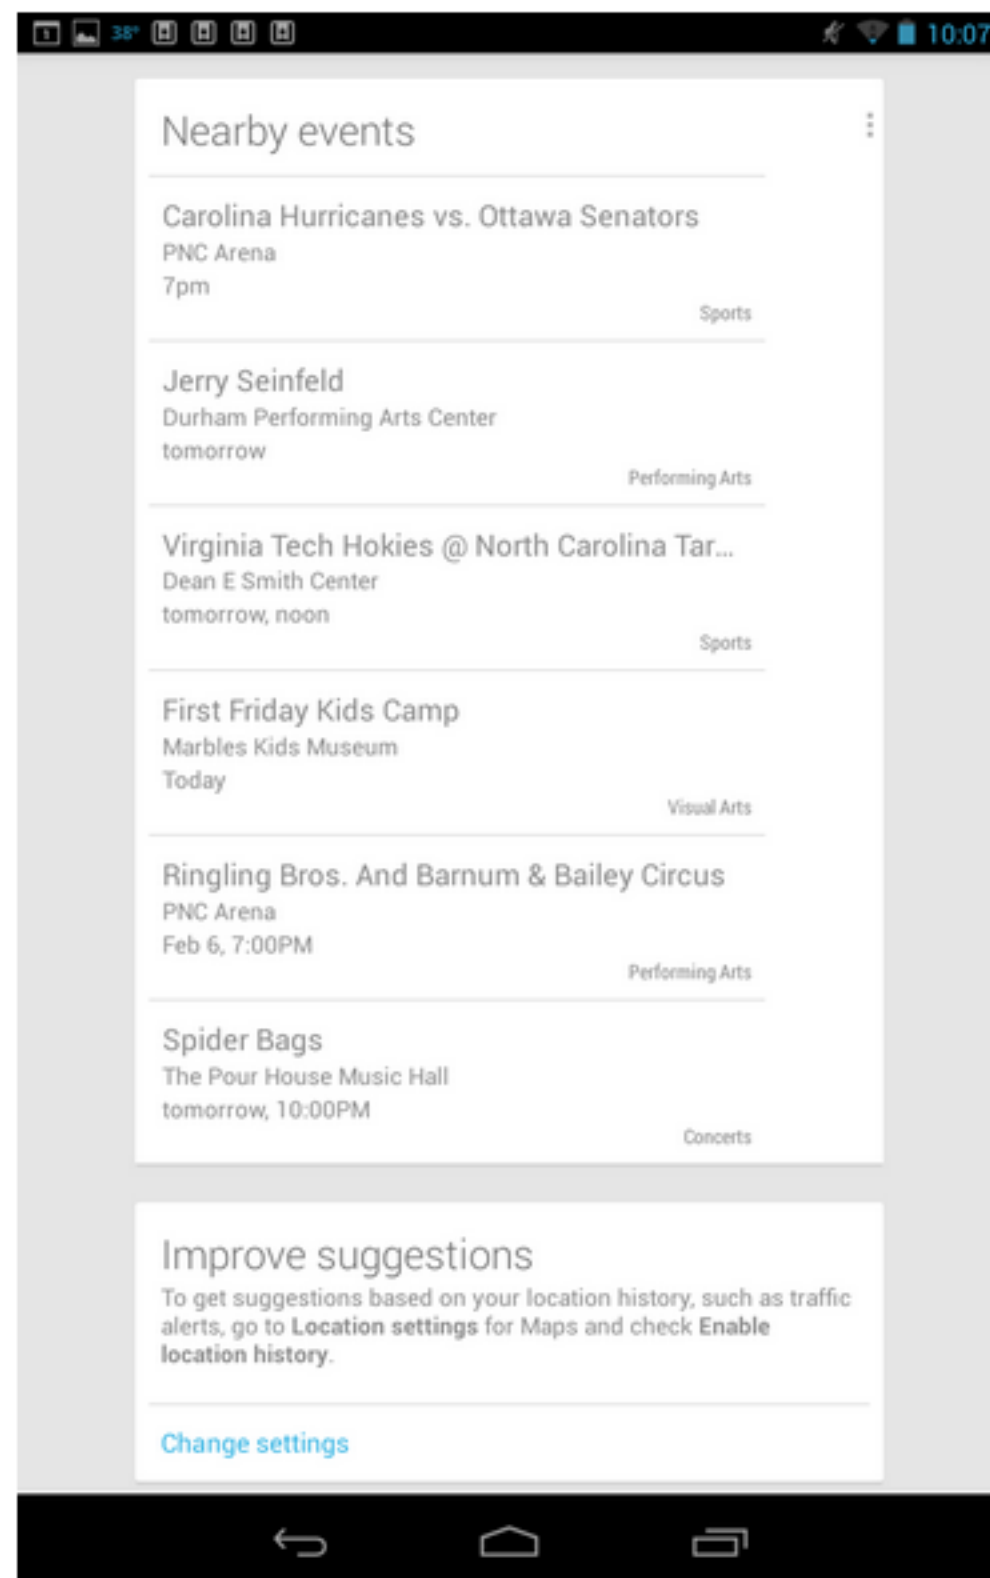 38°
10:07
Nearby events
Carolina Hurricanes vs. Ottawa Senators
PNC Arena
7pm
Sports
Jerry Seinfeld
Durham Performing Arts Center
tomorrow
Performing Arts
Virginia Tech Hokies @ North Carolina Tar...
Dean E Smith Center
tomorrow, noon
Sports
First Friday Kids Camp
Marbles Kids Museum
Today
Visual Arts
Ringling Bros. And Barnum & Bailey Circus
PNC Arena
Feb 6, 7:00PM
Performing Arts
Spider Bags
The Pour House Music Hall
tomorrow, 10:00PM
Concerts
Improve suggestions
To get suggestions based on your location history, such as traffic
alerts, go to Location settings for Maps and check Enable
location history.
Change settings